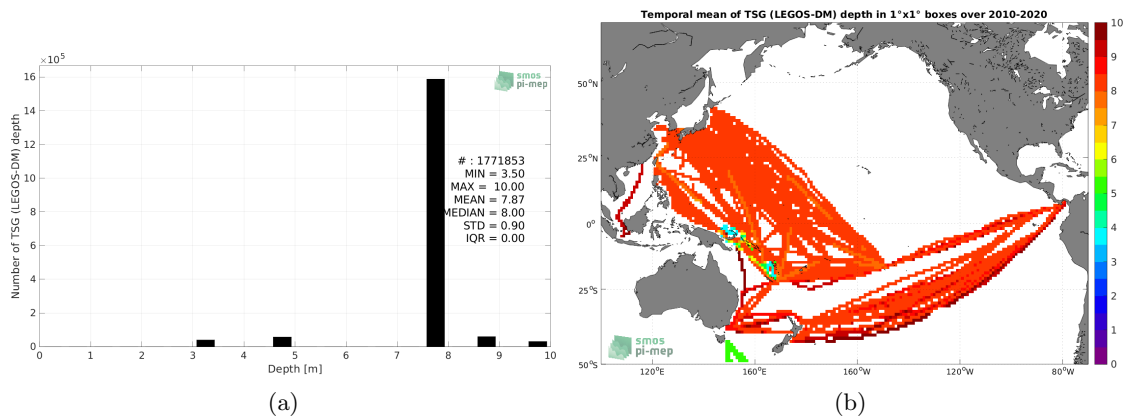 Temporal mean of TSG (LEGOS-DM) depth in 1°x1° boxes over 2010-2020
×10⁵
16
14
12
10
8
6
4
2
0
Number of TSG (LEGOS-DM) depth
smos
pi-mep
# : 1771853
MIN = 3.50
MAX = 10.00
MEAN = 7.87
MEDIAN = 8.00
STD = 0.90
IQR = 0.00
0 1 2 3 4 5 6 7 8 9 10
Depth [m]
(a)
50°N
25°N
0°
25°S
50°S
smos
pi-mep
120°E 160°E 160°W 120°W 80°W
10
9
8
7
6
5
4
3
2
1
0
(b)